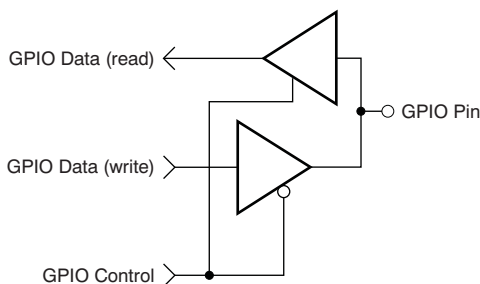 GPIO Data (read)
GPIO Pin
GPIO Data (write)
GPIO Control